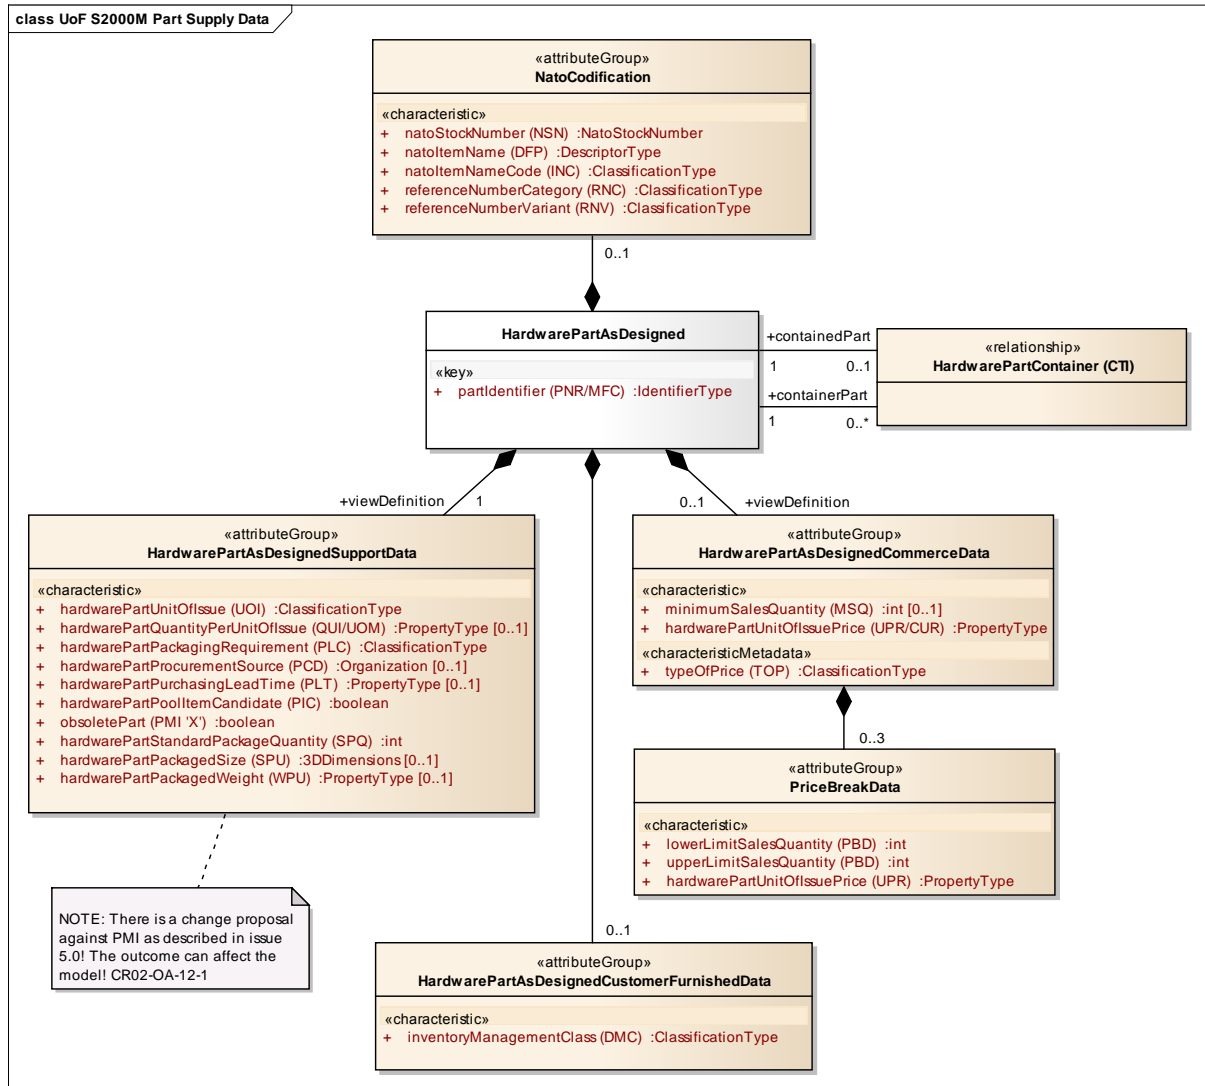 class UoF S2000M Part Supply Data
«attributeGroup»
NatoCodification
«characteristic»
+ natoStockNumber (NSN) :NatoStockNumber
+ natoItemName (DFP) :DescriptorType
+ natoItemNameCode (INC) :ClassificationType
+ referenceNumberCategory (RNC) :ClassificationType
+ referenceNumberVariant (RNV) :ClassificationType
0..1
HardwarePartAsDesigned
«key»
+ partIdentifier (PNR/MFC) :IdentifierType
+containedPart
1 0..1
+containerPart
1 0..*
«relationship»
HardwarePartContainer (CTI)
+viewDefinition 1
0..1 +viewDefinition
«attributeGroup»
HardwarePartAsDesignedSupportData
«characteristic»
+ hardwarePartUnitOfIssue (UOI) :ClassificationType
+ hardwarePartQuantityPerUnitOfIssue (QUI/UOM) :PropertyType [0..1]
+ hardwarePartPackagingRequirement (PLC) :ClassificationType
+ hardwarePartProcurementSource (PCD) :Organization [0..1]
+ hardwarePartPurchasingLeadTime (PLT) :PropertyType [0..1]
+ hardwarePartPoolItemCandidate (PIC) :boolean
+ obsoletePart (PMI 'X') :boolean
+ hardwarePartStandardPackageQuantity (SPQ) :int
+ hardwarePartPackagedSize (SPU) :3DDimensions [0..1]
+ hardwarePartPackagedWeight (WPU) :PropertyType [0..1]
«attributeGroup»
HardwarePartAsDesignedCommerceData
«characteristic»
+ minimumSalesQuantity (MSQ) :int [0..1]
+ hardwarePartUnitOfIssuePrice (UPR/CUR) :PropertyType
«characteristicMetadata»
+ typeOfPrice (TOP) :ClassificationType
0..3
«attributeGroup»
PriceBreakData
«characteristic»
+ lowerLimitSalesQuantity (PBD) :int
+ upperLimitSalesQuantity (PBD) :int
+ hardwarePartUnitOfIssuePrice (UPR) :PropertyType
NOTE: There is a change proposal
against PMI as described in issue
5.0! The outcome can affect the
model! CR02-OA-12-1
0..1
«attributeGroup»
HardwarePartAsDesignedCustomerFurnishedData
«characteristic»
+ inventoryManagementClass (DMC) :ClassificationType